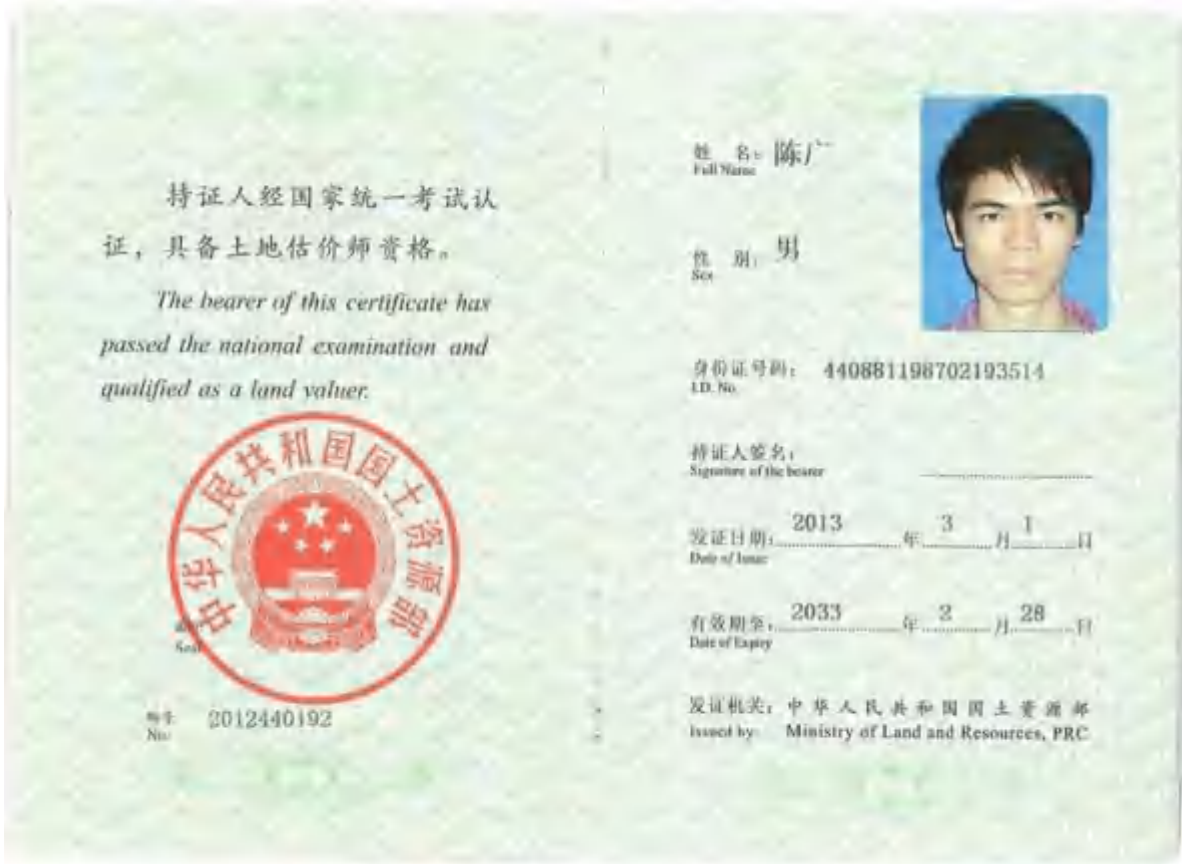 持证人经国家统一考试认
证，具备土地估价师资格。
The bearer of this certificate has
passed the national examination and
qualified as a land valuer.
中华人民共和国国土资源部
Seal
编号
No:
2012440192
姓 名：陈广
Full Name
性 别：男
Sex
身份证号码：440881198702193514
I.D. No.
持证人签名：
Signature of the bearer
发证日期：2013 年 3 月 1 日
Date of Issue:
有效期至：2033 年 2 月 28 日
Date of Expiry
发证机关：中华人民共和国国土资源部
Issued by: Ministry of Land and Resources, PRC